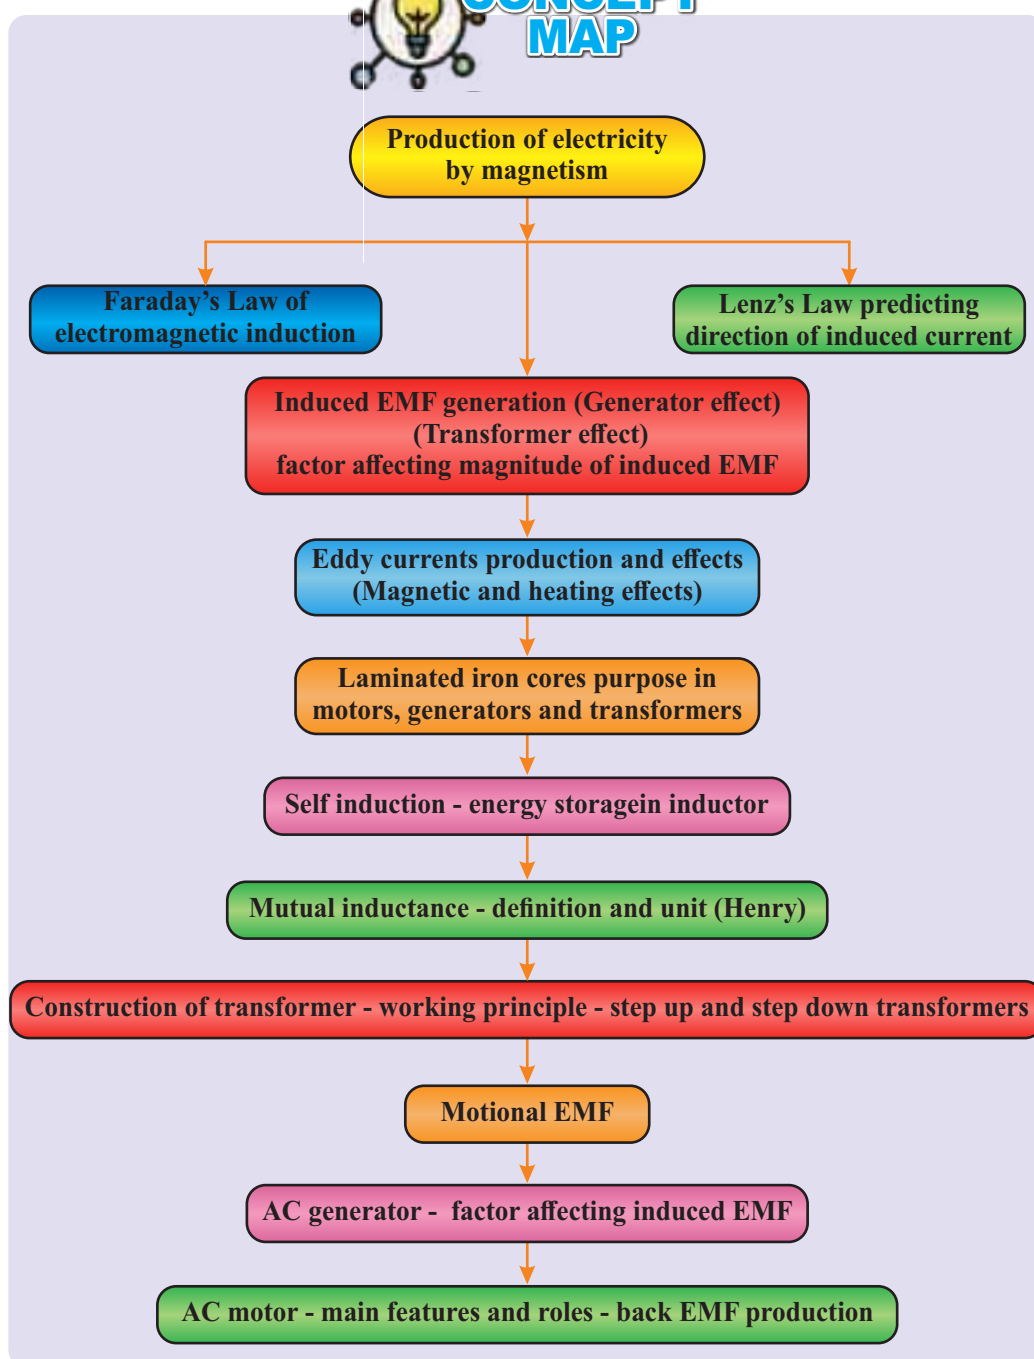 CONCEPT
MAP
Production of electricity
by magnetism
Faraday's Law of
electromagnetic induction
Lenz's Law predicting
direction of induced current
Induced EMF generation (Generator effect)
(Transformer effect)
factor affecting magnitude of induced EMF
Eddy currents production and effects
(Magnetic and heating effects)
Laminated iron cores purpose in
motors, generators and transformers
Self induction - energy storagein inductor
Mutual inductance - definition and unit (Henry)
Construction of transformer - working principle - step up and step down transformers
Motional EMF
AC generator -  factor affecting induced EMF
AC motor - main features and roles - back EMF production